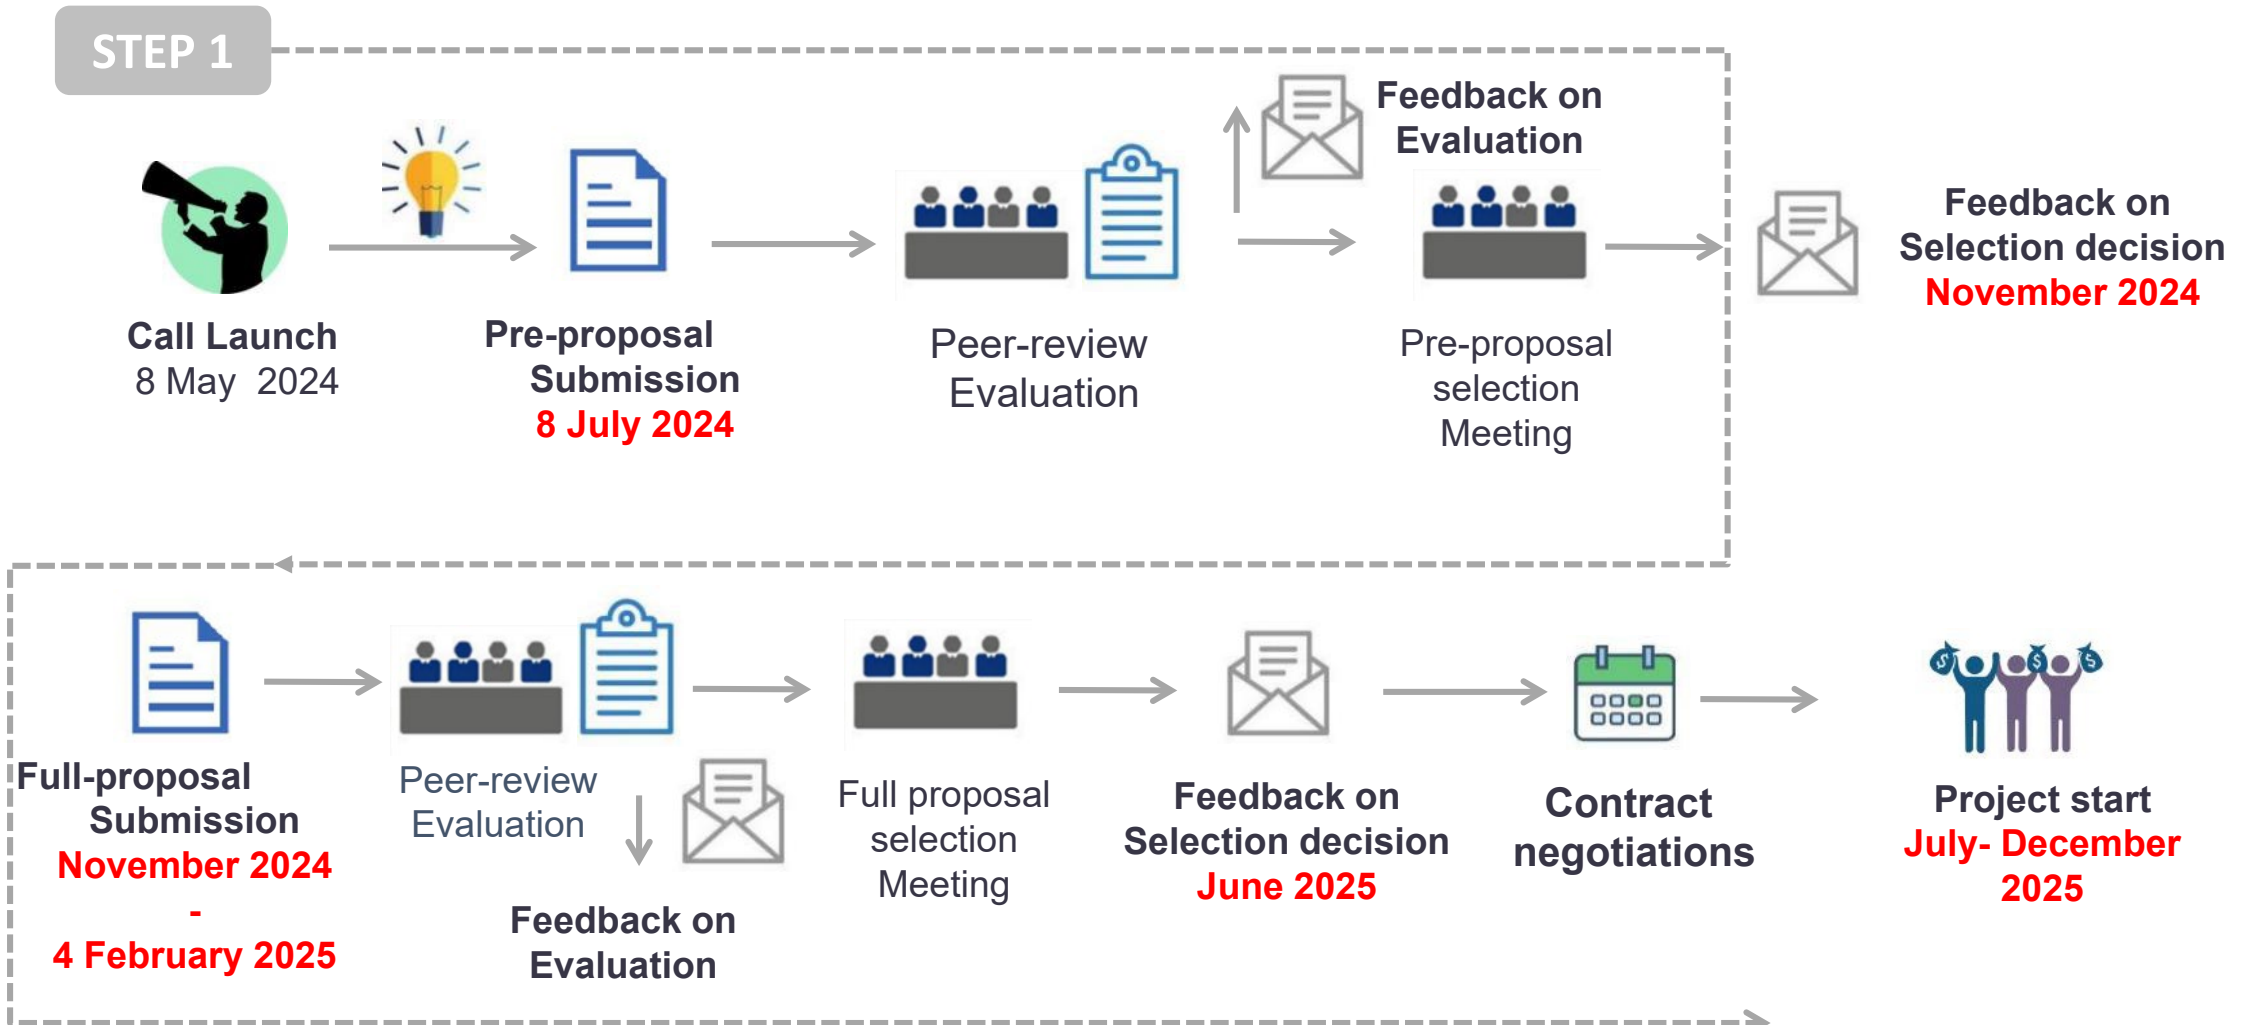 STEP 1
Feedback on
Evaluation
Call Launch
8 May 2024
Pre-proposal
Submission
8 July 2024
Peer-review
Evaluation
Pre-proposal
selection
Meeting
Feedback on
Selection decision
November 2024
Full-proposal
Submission
November 2024
-
4 February 2025
Peer-review
Evaluation
Feedback on
Evaluation
Full proposal
selection
Meeting
Feedback on
Selection decision
June 2025
Contract
negotiations
$ $ $
Project start
July- December
2025